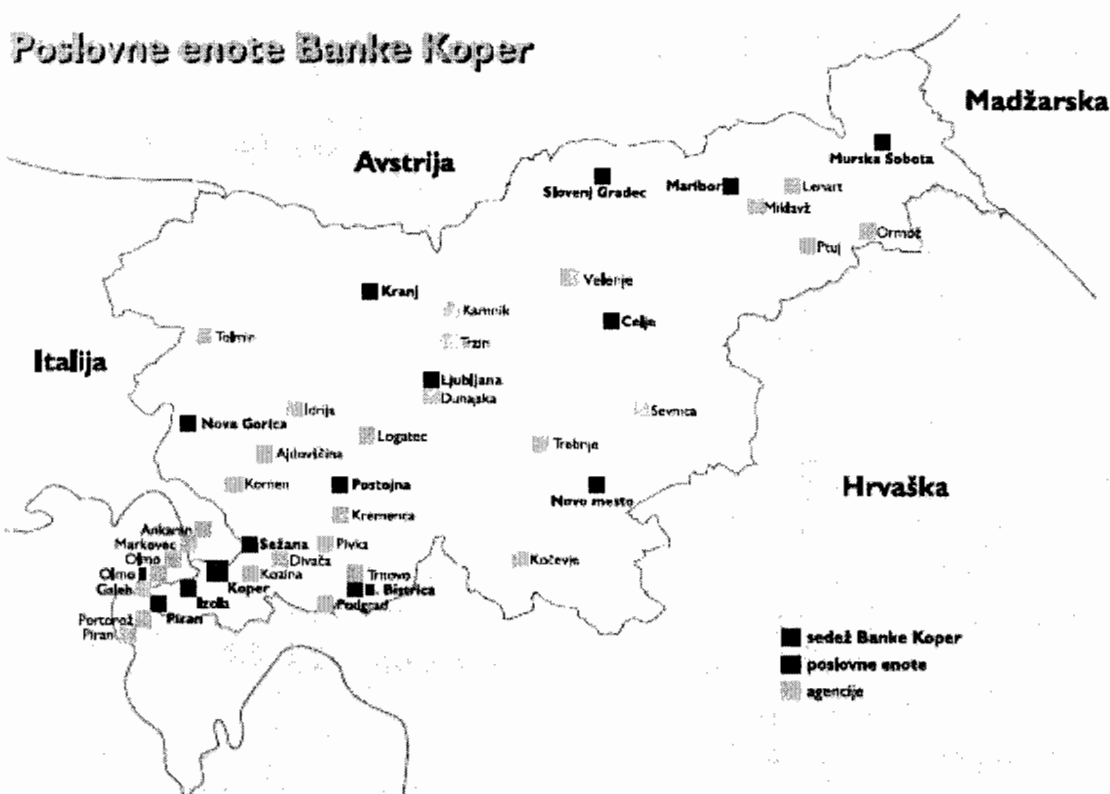 Poslovne enote Banke Koper
Madžarska
Avstrija
Murska Sobota
Slovenj Gradec
Maribor
Lenart
Miklavž
Ormož
Ptuj
Velenje
Kranj
Kamnik
Celje
Tolmin
Trzin
Italija
Ljubljana
Dunajska
Idrija
Sevnica
Nova Gorica
Logatec
Trebnje
Ajdovščina
Komen
Postojna
Novo mesto
Hrvaška
Kremenca
Ankaran
Markovec
Sežana
Pivka
Olmo
Divača
Kočevje
Olmo I
Kozina
Trnovo
Galeb
Koper
Il. Bistrica
Izola
Podgrad
Portorož
Piran
Piran
sedež Banke Koper
poslovne enote
agencije